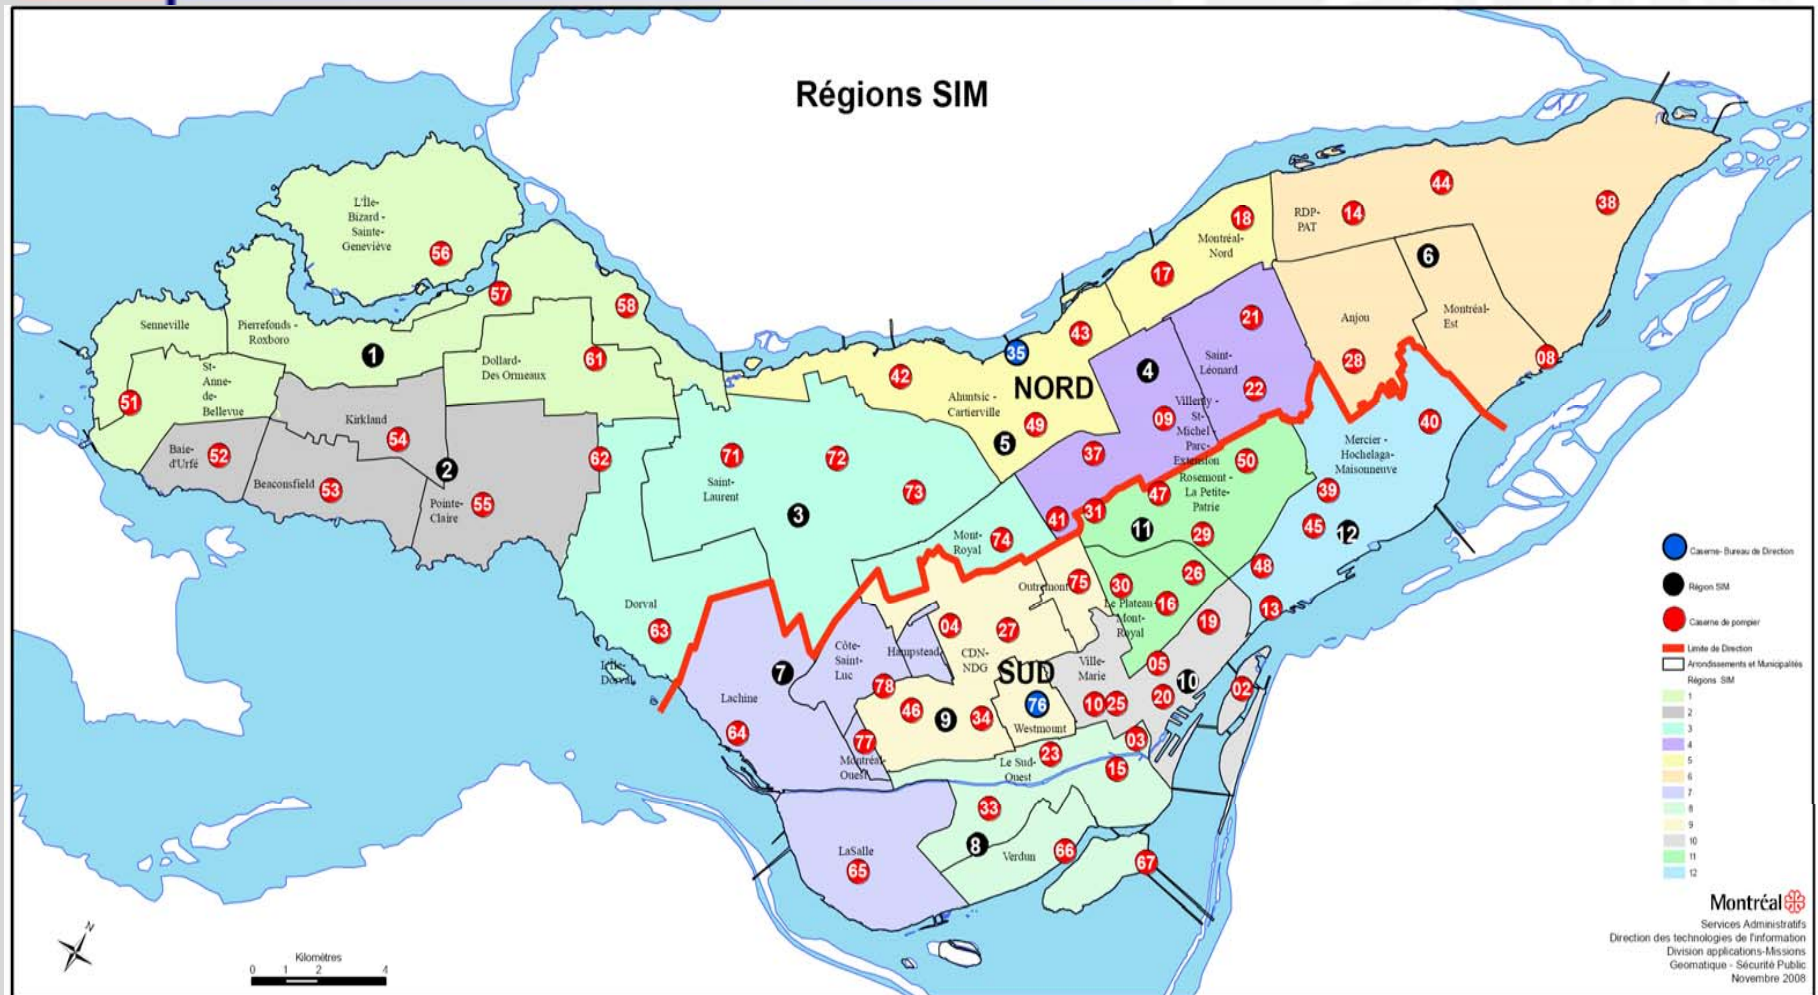 Régions SIM
L'Île-
Bizard -
Sainte-
Geneviève
56
57
58
Senneville
Pierrefonds -
Roxboro
1
Dollard-
Des Ormeaux
61
St-
Anne-
de-
Bellevue
51
Baie-
d'Urfé
52
Kirkland
54
Beaconsfield
53
2
Pointe-
Claire
55
62
71
72
Saint-
Laurent
73
3
Mont-
Royal
74
Dorval
63
L'Île-
Dorval
42
Ahuntsic -
Cartierville
35
NORD
43
49
5
17
18
Montréal-
Nord
4
21
Saint-
Léonard
22
09
Villeray -
St-
Michel -
Parc-
Extension
37
41
31
RDP-
PAT
14
44
38
6
Anjou
28
Montréal-
Est
08
Mercier -
Hochelaga-
Maisonneuve
40
39
45
12
48
13
50
Rosemont -
La Petite-
Patrie
47
11
29
26
30
16
Le Plateau-
Mont-
Royal
19
Outremont
75
04
27
CDN-
NDG
SUD
76
Westmount
46
9
34
Côte-
Saint-
Luc
Hampstead
78
77
Montréal-
Ouest
7
Lachine
64
Ville-
Marie
05
10
10
25
20
02
03
Le Sud-
Ouest
23
15
33
8
Verdun
66
67
LaSalle
65
N
Kilomètres
0 1 2 4
Caserne- Bureau de Direction
Région SIM
Caserne de pompier
Limite de Direction
Arrondissements et Municipalités
Régions SIM
1
2
3
4
5
6
7
8
9
10
11
12
Montréal
Services Administratifs
Direction des technologies de l'information
Division applications-Missions
Geomatique - Sécurité Public
Novembre 2008